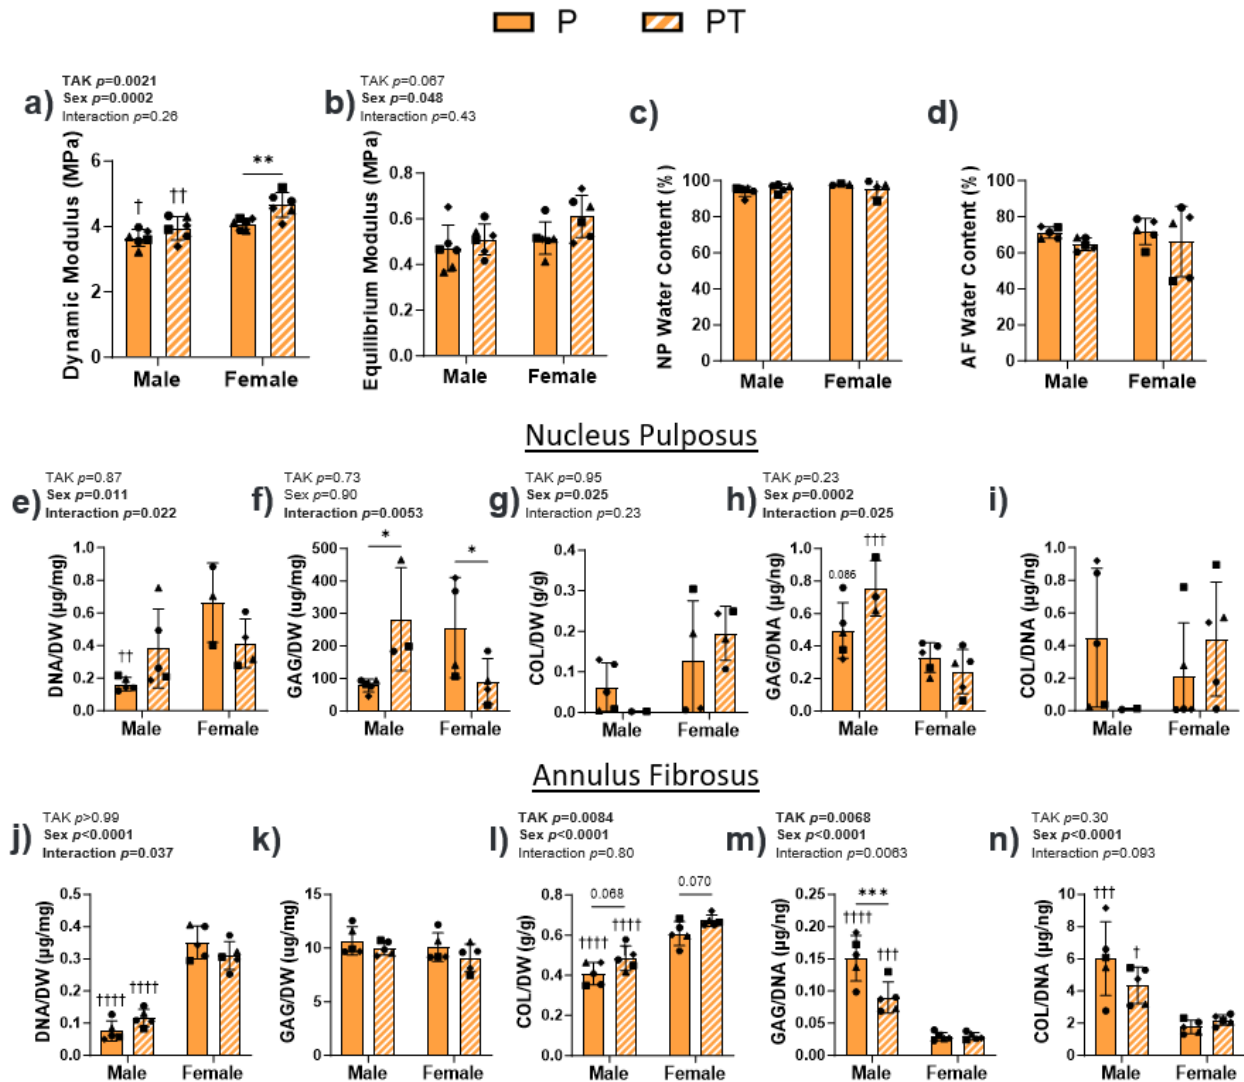 P PT
TAK p=0.0021
Sex p=0.0002
Interaction p=0.26
a)
Dynamic Modulus (MPa)
6
4
2
0
†
††
**
Male Female
TAK p=0.067
Sex p=0.048
Interaction p=0.43
b)
Equilibrium Modulus (MPa)
0.8
0.6
0.4
0.2
0.0
Male Female
c)
NP Water Content (%)
100
80
60
40
20
0
Male Female
d)
AF Water Content (%)
100
80
60
40
20
0
Male Female
Nucleus Pulposus
TAK p=0.87
Sex p=0.011
Interaction p=0.022
e)
DNA/DW (µg/mg)
1.0
0.8
0.6
0.4
0.2
0.0
††
Male Female
TAK p=0.73
Sex p=0.90
Interaction p=0.0053
f)
GAG/DW (ug/mg)
500
400
300
200
100
0
*
*
Male Female
TAK p=0.95
Sex p=0.025
Interaction p=0.23
g)
COL/DW (g/g)
0.4
0.3
0.2
0.1
0.0
Male Female
TAK p=0.23
Sex p=0.0002
Interaction p=0.025
h)
GAG/DNA (µg/ng)
1.0
0.8
0.6
0.4
0.2
0.0
0.086
†††
Male Female
i)
COL/DNA (µg/ng)
1.0
0.8
0.6
0.4
0.2
0.0
Male Female
Annulus Fibrosus
TAK p>0.99
Sex p<0.0001
Interaction p=0.037
j)
DNA/DW (µg/mg)
0.5
0.4
0.3
0.2
0.1
0.0
††††
††††
Male Female
k)
GAG/DW (ug/mg)
15
10
5
0
Male Female
TAK p=0.0084
Sex p<0.0001
Interaction p=0.80
l)
COL/DW (g/g)
0.8
0.6
0.4
0.2
0.0
0.068
0.070
††††
††††
Male Female
TAK p=0.0068
Sex p<0.0001
Interaction p=0.0063
m)
GAG/DNA (µg/ng)
0.25
0.20
0.15
0.10
0.05
0.00
***
††††
†††
Male Female
TAK p=0.30
Sex p<0.0001
Interaction p=0.093
n)
COL/DNA (µg/ng)
10
8
6
4
2
0
†††
†
Male Female